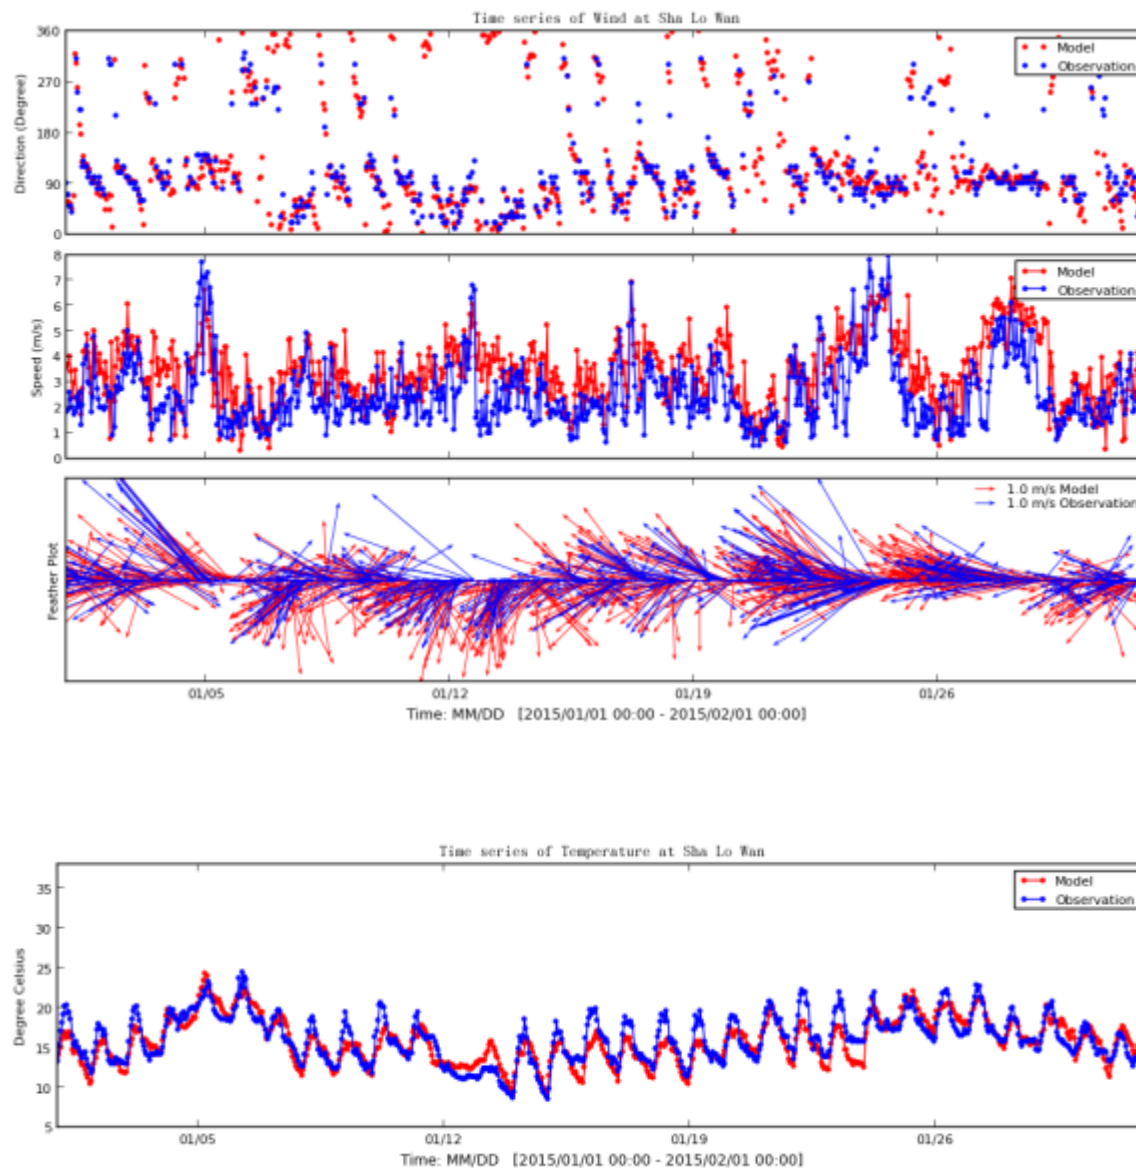 Time series of Wind at Sha Lo Wan
360
270
180
90
0
Direction (Degree)
Model
Observation
8
7
6
5
4
3
2
1
0
Speed (m/s)
Model
Observation
Feather Plot
1.0 m/s Model
1.0 m/s Observation
01/05 01/12 01/19 01/26
Time: MM/DD [2015/01/01 00:00 - 2015/02/01 00:00]
Time series of Temperature at Sha Lo Wan
35
30
25
20
15
10
5
Degree Celsius
Model
Observation
01/05 01/12 01/19 01/26
Time: MM/DD [2015/01/01 00:00 - 2015/02/01 00:00]